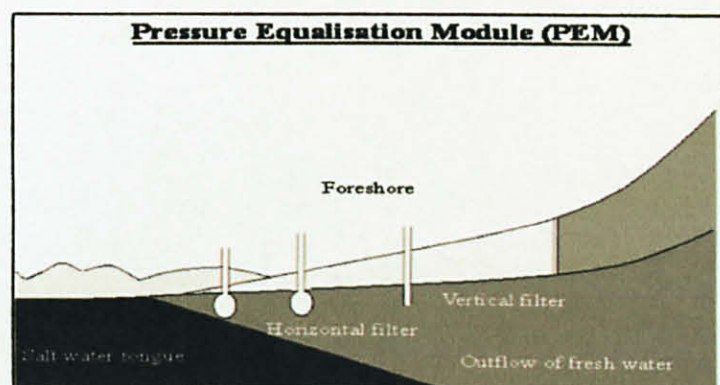 Pressure Equalisation Module (PEM)
Foreshore
Vertical filter
Horizontal filter
Salt water tongue
Outflow of fresh water